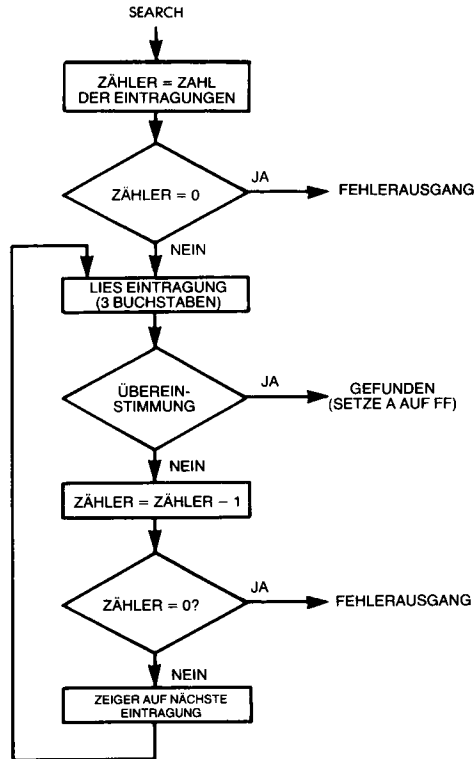 SEARCH
ZÄHLER = ZAHL
DER EINTRAGUNGEN
ZÄHLER = 0
JA
FEHLERAUSGANG
NEIN
LIES EINTRAGUNG
(3 BUCHSTABEN)
ÜBEREIN-
STIMMUNG
JA
GEFUNDEN
(SETZE A AUF FF)
NEIN
ZÄHLER = ZÄHLER – 1
ZÄHLER = 0?
JA
FEHLERAUSGANG
NEIN
ZEIGER AUF NÄCHSTE
EINTRAGUNG